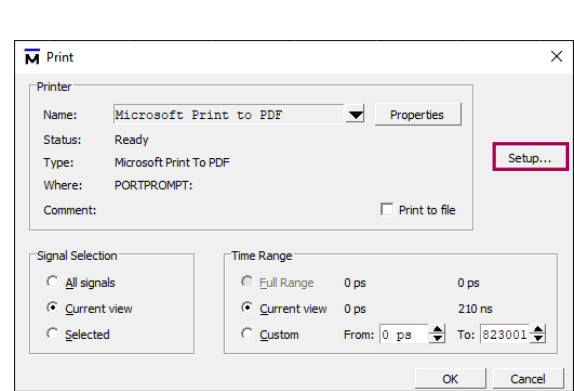 M Print
Printer
Name: Microsoft Print to PDF Properties
Status: Ready
Type: Microsoft Print To PDF
Setup...
Where: PORTPROMPT:
Comment: Print to file
Signal Selection
All signals
Current view
Selected
Time Range
Full Range 0 ps 0 ps
Current view 0 ps 210 ns
Custom From: 0 ps To: 823001
OK Cancel